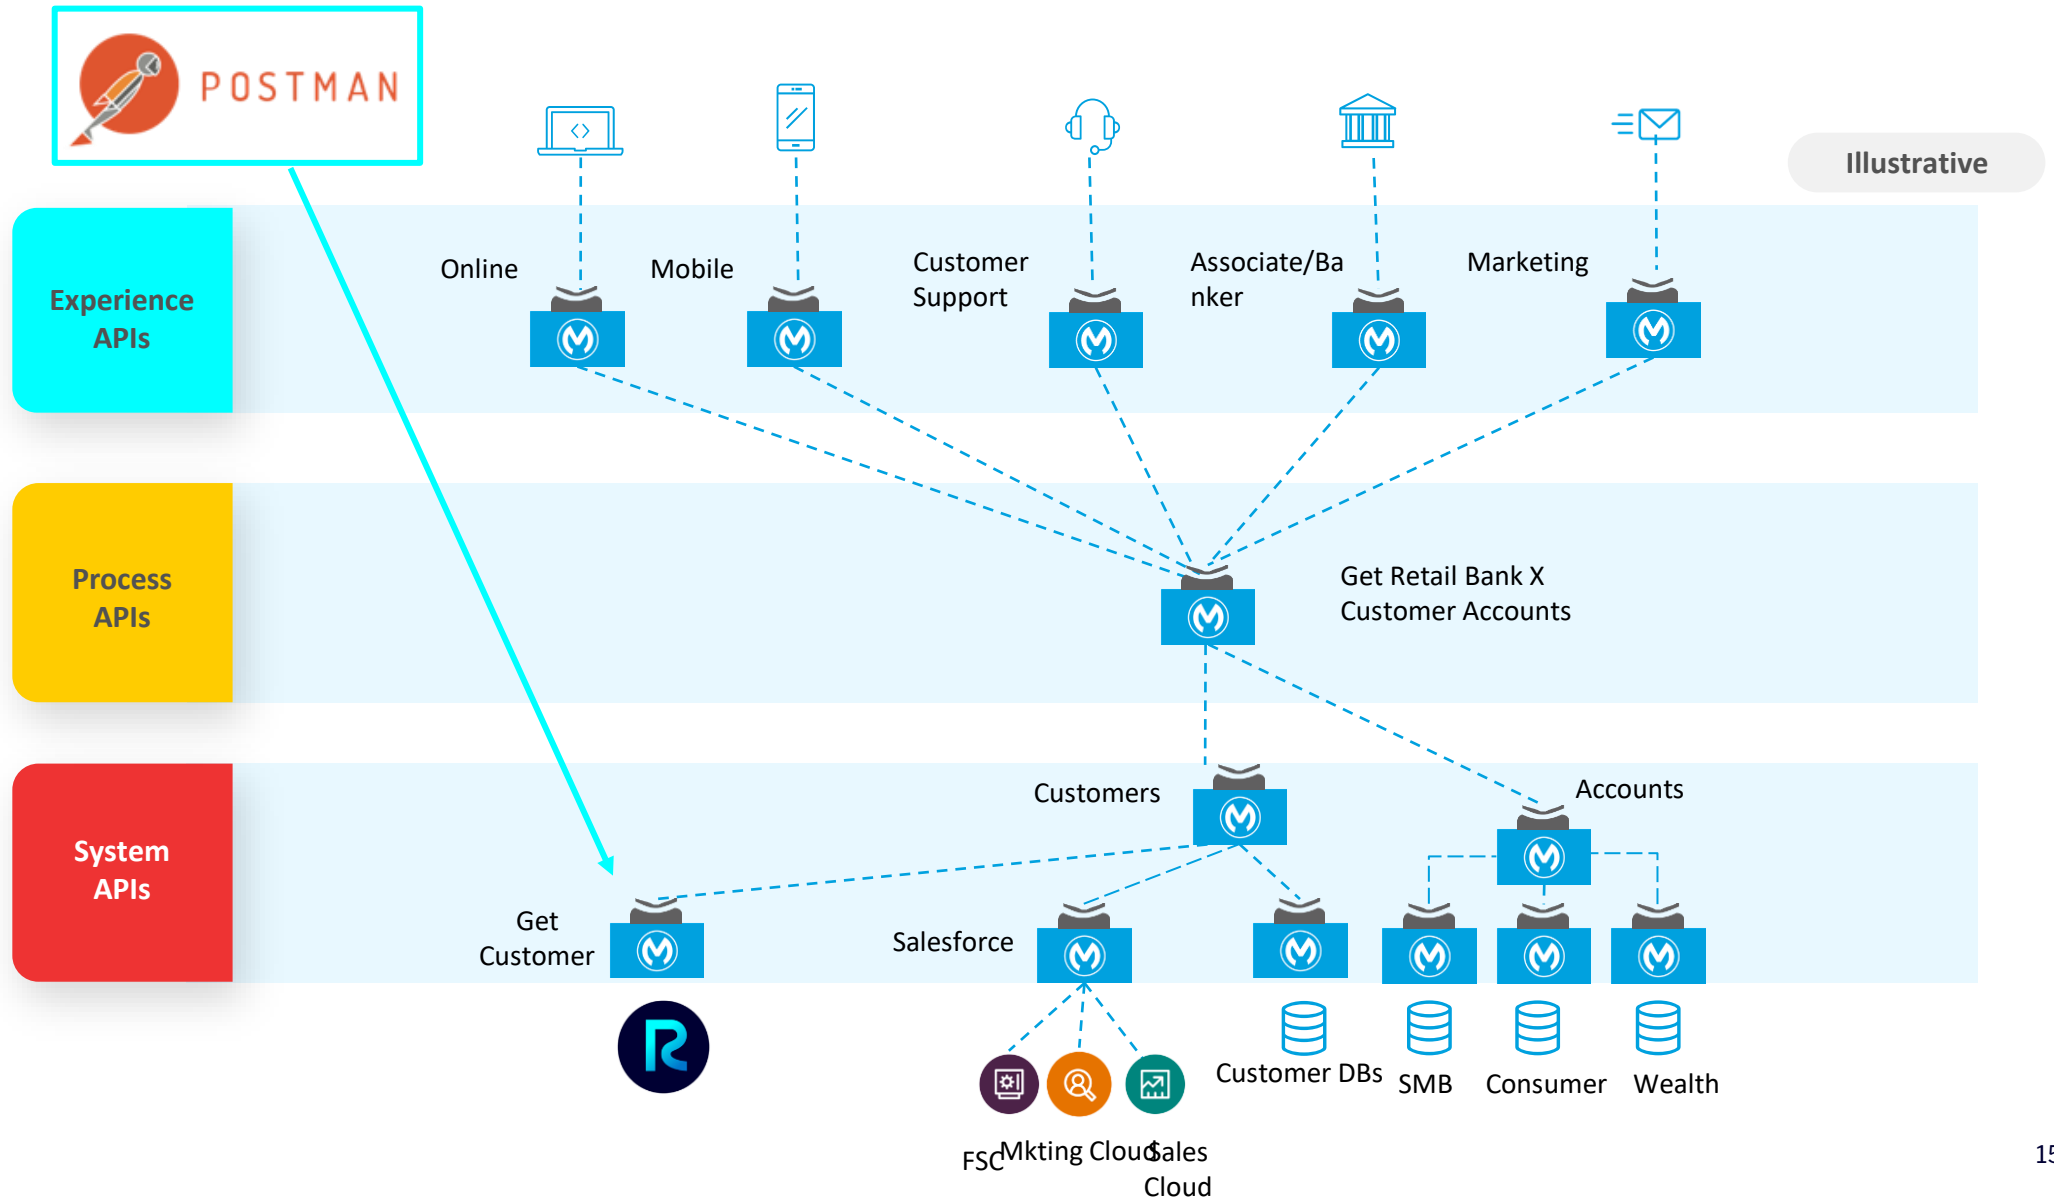 POSTMAN
Illustrative
Experience
APIs
Online
Mobile
Customer
Support
Associate/Ba
nker
Marketing
Process
APIs
Get Retail Bank X
Customer Accounts
System
APIs
Customers
Accounts
Get
Customer
Salesforce
Customer DBs
SMB
Consumer
Wealth
FSC
Mkting Cloud
Sales
Cloud
15